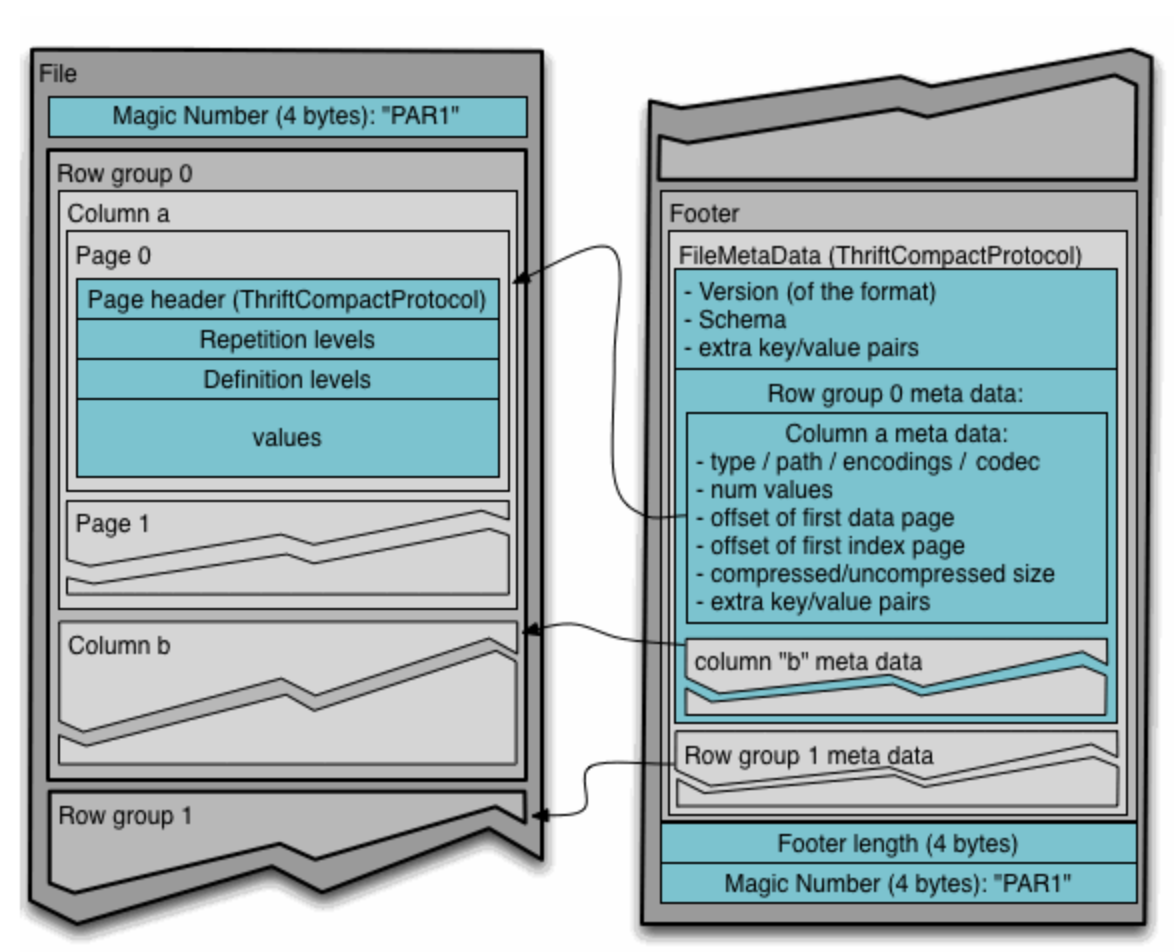 File
Magic Number (4 bytes): "PAR1"
Row group 0
Column a
Page 0
Page header (ThriftCompactProtocol)
Repetition levels
Definition levels
values
Page 1
Column b
Row group 1
Footer
FileMetaData (ThriftCompactProtocol)
- Version (of the format)
- Schema
- extra key/value pairs
Row group 0 meta data:
Column a meta data:
- type / path / encodings / codec
- num values
- offset of first data page
- offset of first index page
- compressed/uncompressed size
- extra key/value pairs
column "b" meta data
Row group 1 meta data
Footer length (4 bytes)
Magic Number (4 bytes): "PAR1"